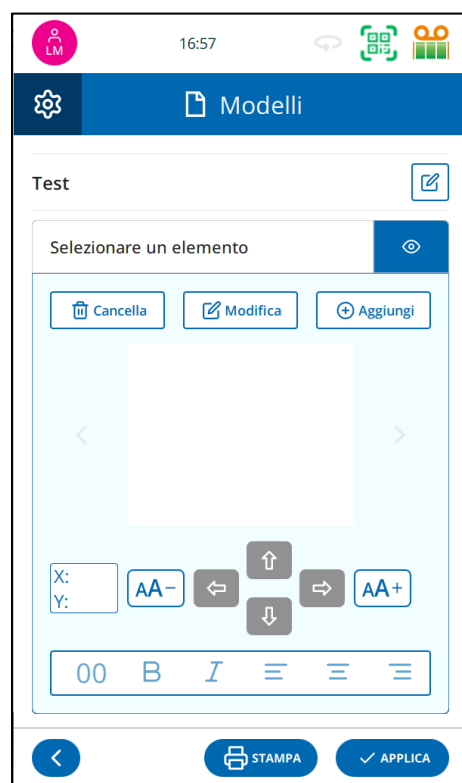 LM
16:57
Modelli
Test
Selezionare un elemento
Cancella
Modifica
Aggiungi
X:
Y:
AA-
AA+
00 B I
STAMPA
APPLICA